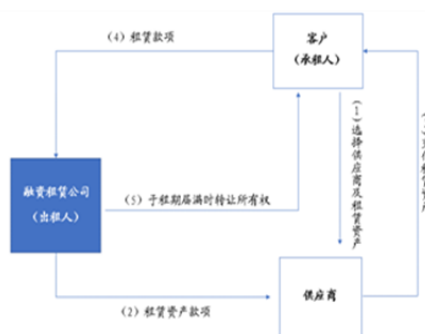 （4）租赁款项
客户
（承租人）
（1）选择供应商及租赁资产
融资租赁公司
（出租人）
（5）于租期届满时转让所有权
供应商
（2）租赁资产款项